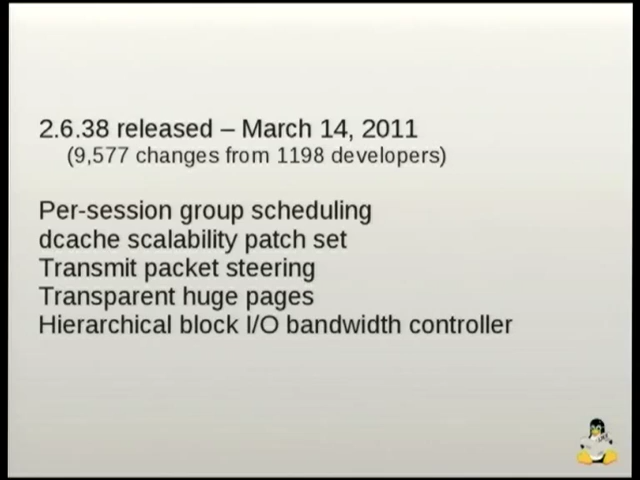 2.6.38 released – March 14, 2011
(9,577 changes from 1198 developers)
Per-session group scheduling
dcache scalability patch set
Transmit packet steering
Transparent huge pages
Hierarchical block I/O bandwidth controller